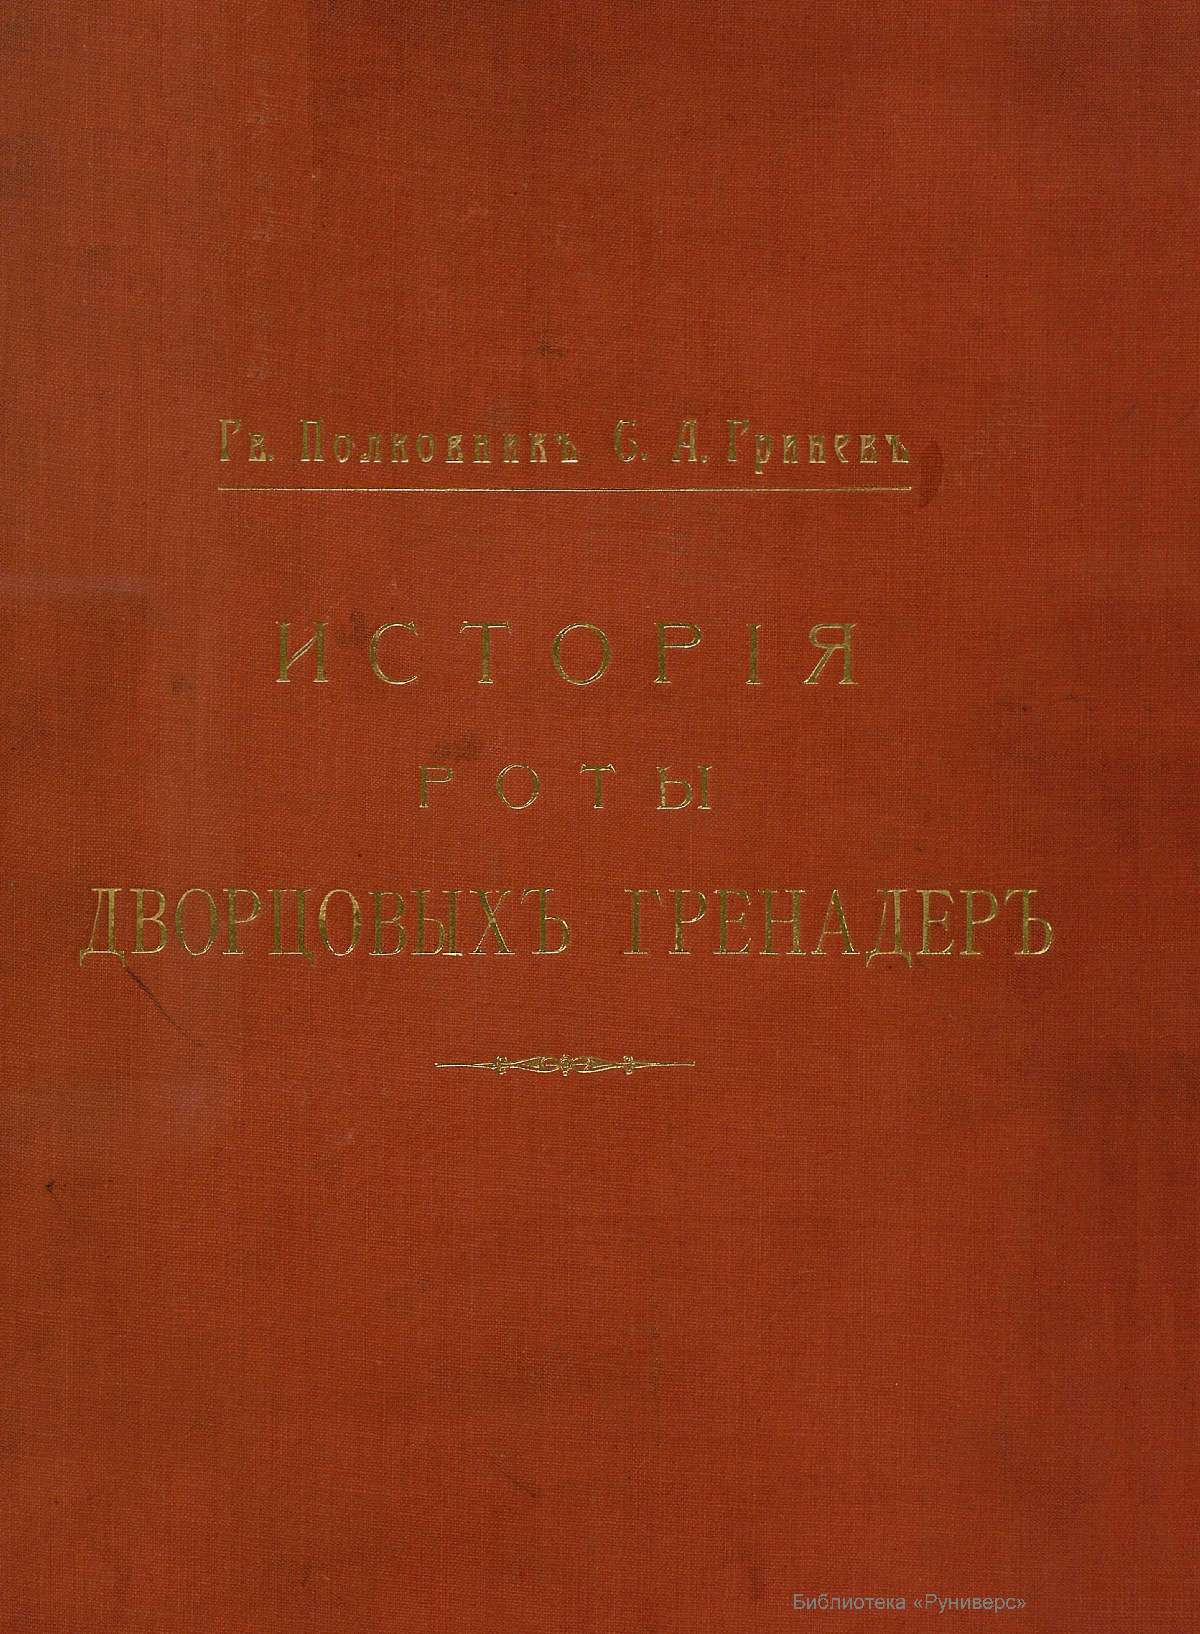 Гв. Полковникъ С. А. Гриневъ
ИСТОРІЯ
РОТЫ
ДВОРЦОВЫХЪ ГРЕНАДЕРЪ
Библиотека «Руниверс»